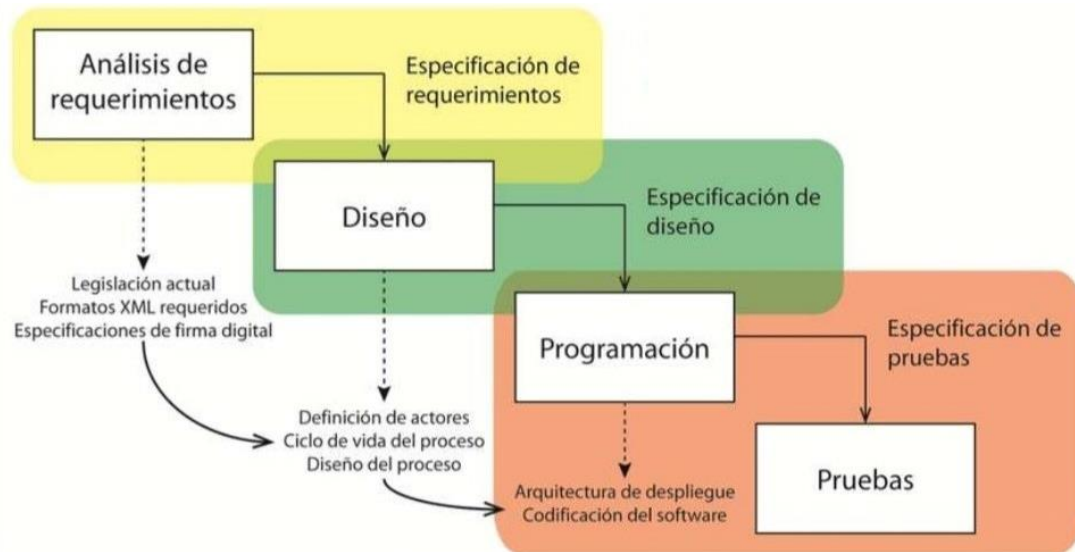 Análisis de
requerimientos
Especificación de
requerimientos
Diseño
Especificación de
diseño
Legislación actual
Formatos XML requeridos
Especificaciones de firma digital
Programación
Especificación de
pruebas
Definición de actores
Ciclo de vida del proceso
Diseño del proceso
Arquitectura de despliegue
Codificación del software
Pruebas